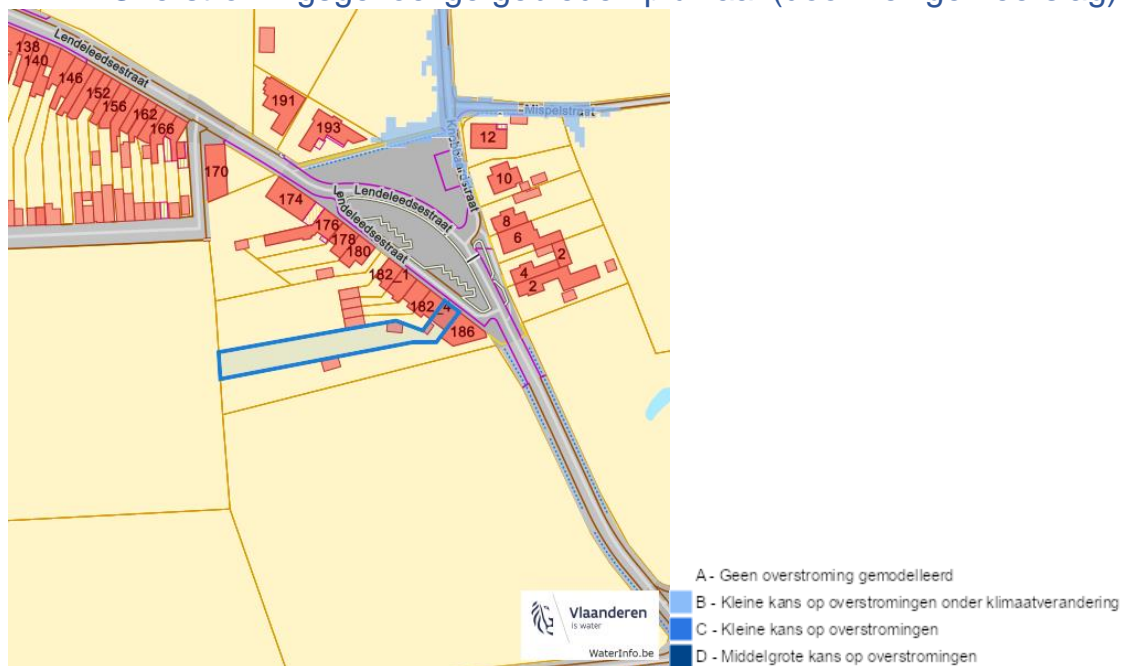 Lendeleedsestraat
138
140
146
152
156
162
166
170
191
193
Mispelstraat
12
10
8
6
2
4
2
174
Lendeleedsestraat
Lendeleedsestraat
176
178
180
182_1
182_4
186
Vlaanderen
is water
WaterInfo.be
A - Geen overstroming gemodelleerd
B - Kleine kans op overstromingen onder klimaatverandering
C - Kleine kans op overstromingen
D - Middelgrote kans op overstromingen